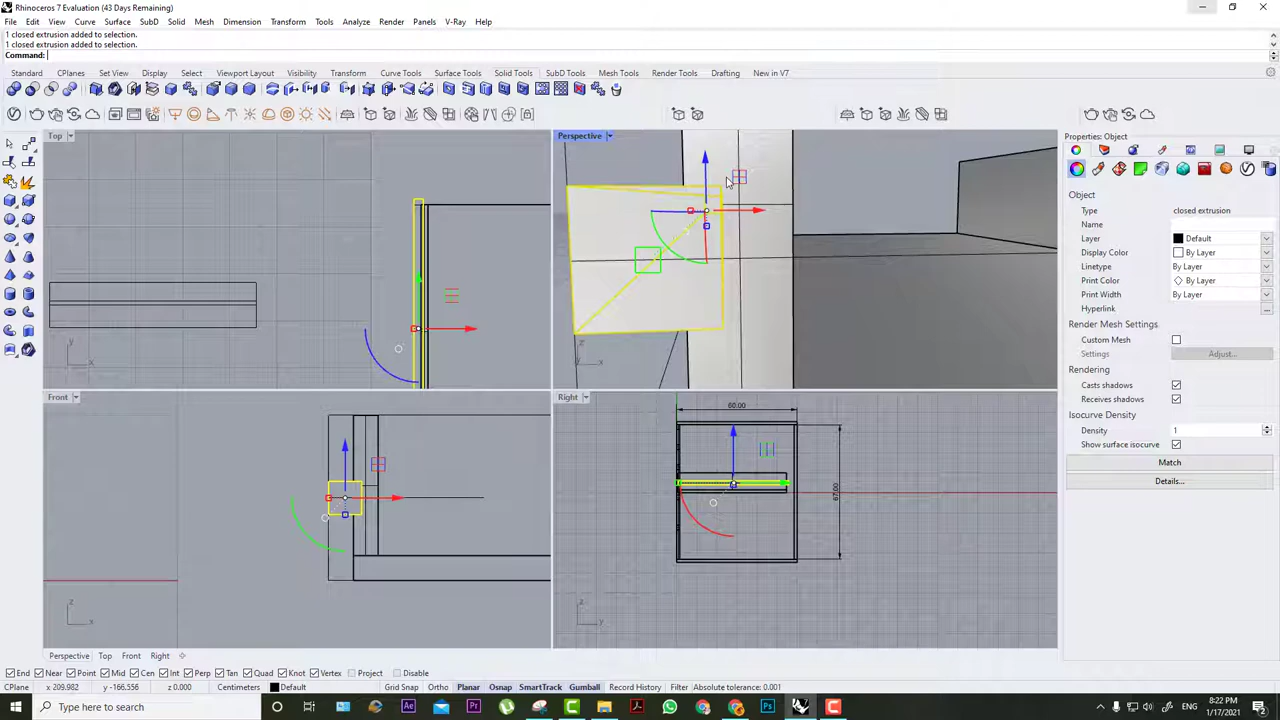 Rhinoceros 7 Evaluation (43 Days Remaining)
File Edit View Curve Surface SubD Solid Mesh Dimension Transform Tools Analyze Render Panels V-Ray Help
1 closed extrusion added to selection.
1 closed extrusion added to selection.
Command:
Standard CPlanes Set View Display Select Viewport Layout Visibility Transform Curve Tools Surface Tools Solid Tools SubD Tools Mesh Tools Render Tools Drafting New in V7
Top
Perspective
Properties: Object
Object
Type closed extrusion
Name
Layer Default
Display Color By Layer
Linetype By Layer
Print Color By Layer
Print Width By Layer
Hyperlink ...
Render Mesh Settings
Custom Mesh
Settings Adjust...
Rendering
Casts shadows
Receives shadows
Isocurve Density
Density 1
Show surface isocurve
Match
Details...
y x
z x
Front
Right
60.00
67.00
z x
z y
Perspective Top Front Right
End Near Point Mid Cen Int Perp Tan Quad Knot Vertex Project Disable
CPlane x 209.982 y -166.556 z 0.000 Centimeters Default Grid Snap Ortho Planar Osnap SmartTrack Gumball Record History Filter Absolute tolerance: 0.001
Type here to search
8:22 PM
1/17/2021